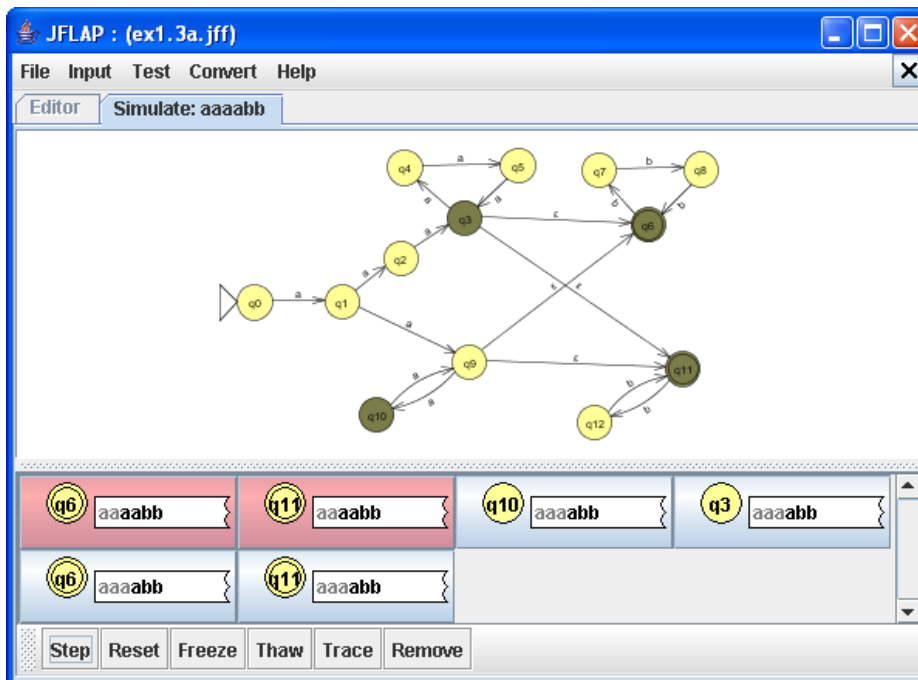 JFLAP : (ex1.3a.jff)
File Input Test Convert Help
Editor Simulate: aaaabb
q4 a q5 q7 b q8
a a b b
q3 ε q6
a
q2
a
ε ε
q0 a q1
a
q9 ε q11
a a
q10
b b
q12
q6 aaaabb q11 aaaabb q10 aaaabb q3 aaaabb
q6 aaaabb q11 aaaabb
Step Reset Freeze Thaw Trace Remove